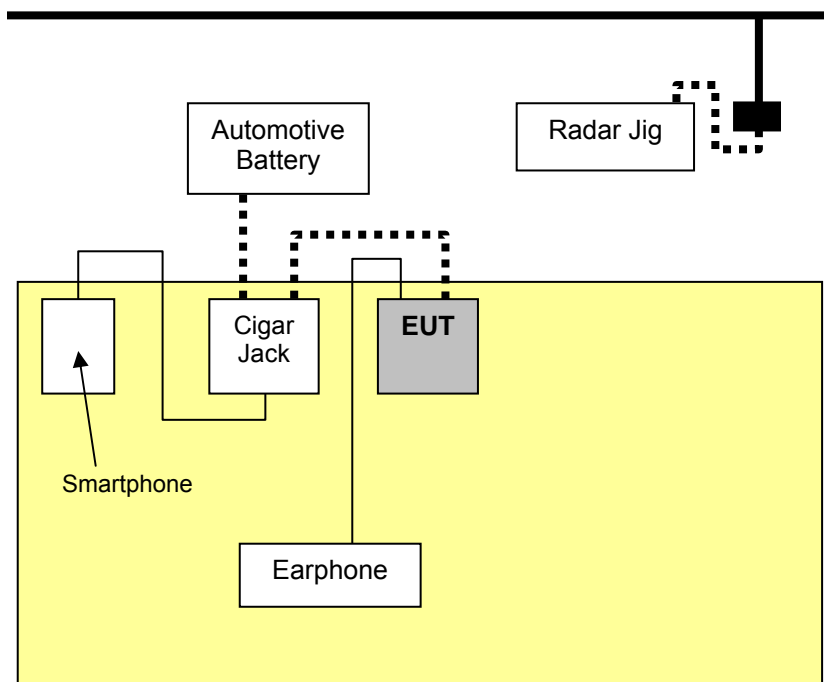 Automotive
Battery
Radar Jig
Cigar
Jack
EUT
Smartphone
Earphone